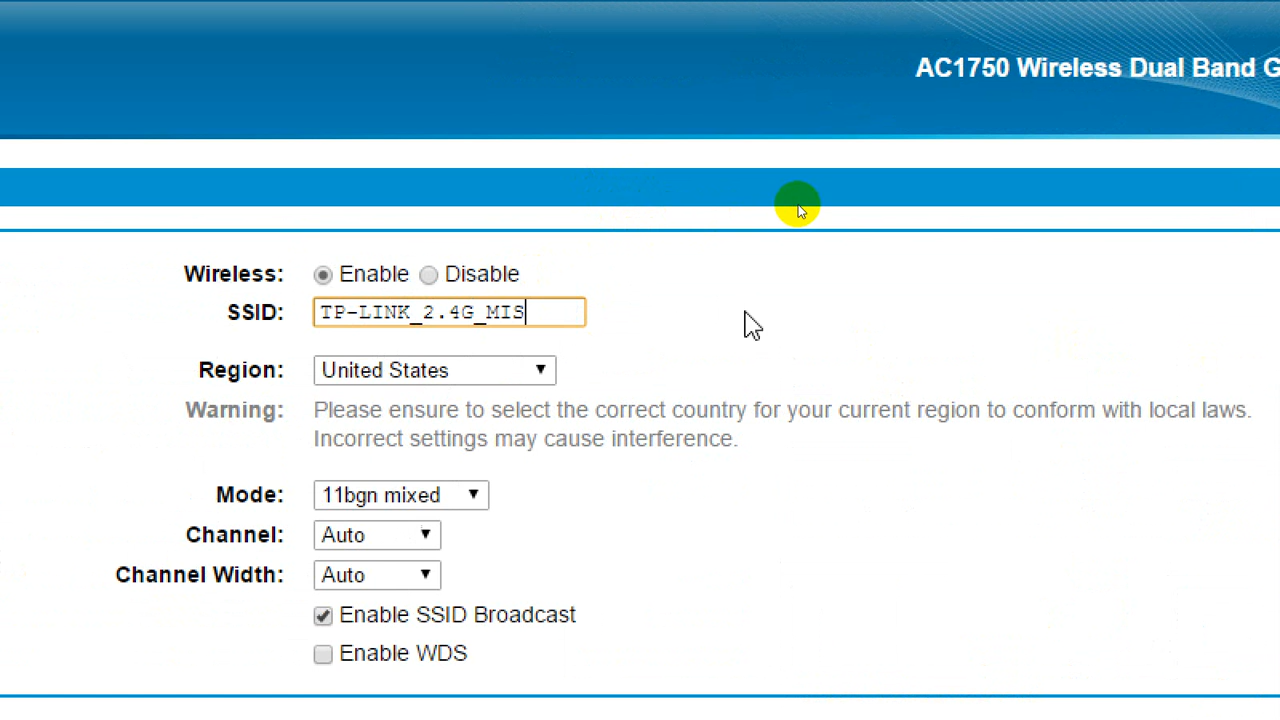 AC1750 Wireless Dual Band G
Wireless: Enable Disable
SSID: TP-LINK_2.4G_MIS
Region: United States
Warning: Please ensure to select the correct country for your current region to conform with local laws.
Incorrect settings may cause interference.
Mode: 11bgn mixed
Channel: Auto
Channel Width: Auto
Enable SSID Broadcast
Enable WDS